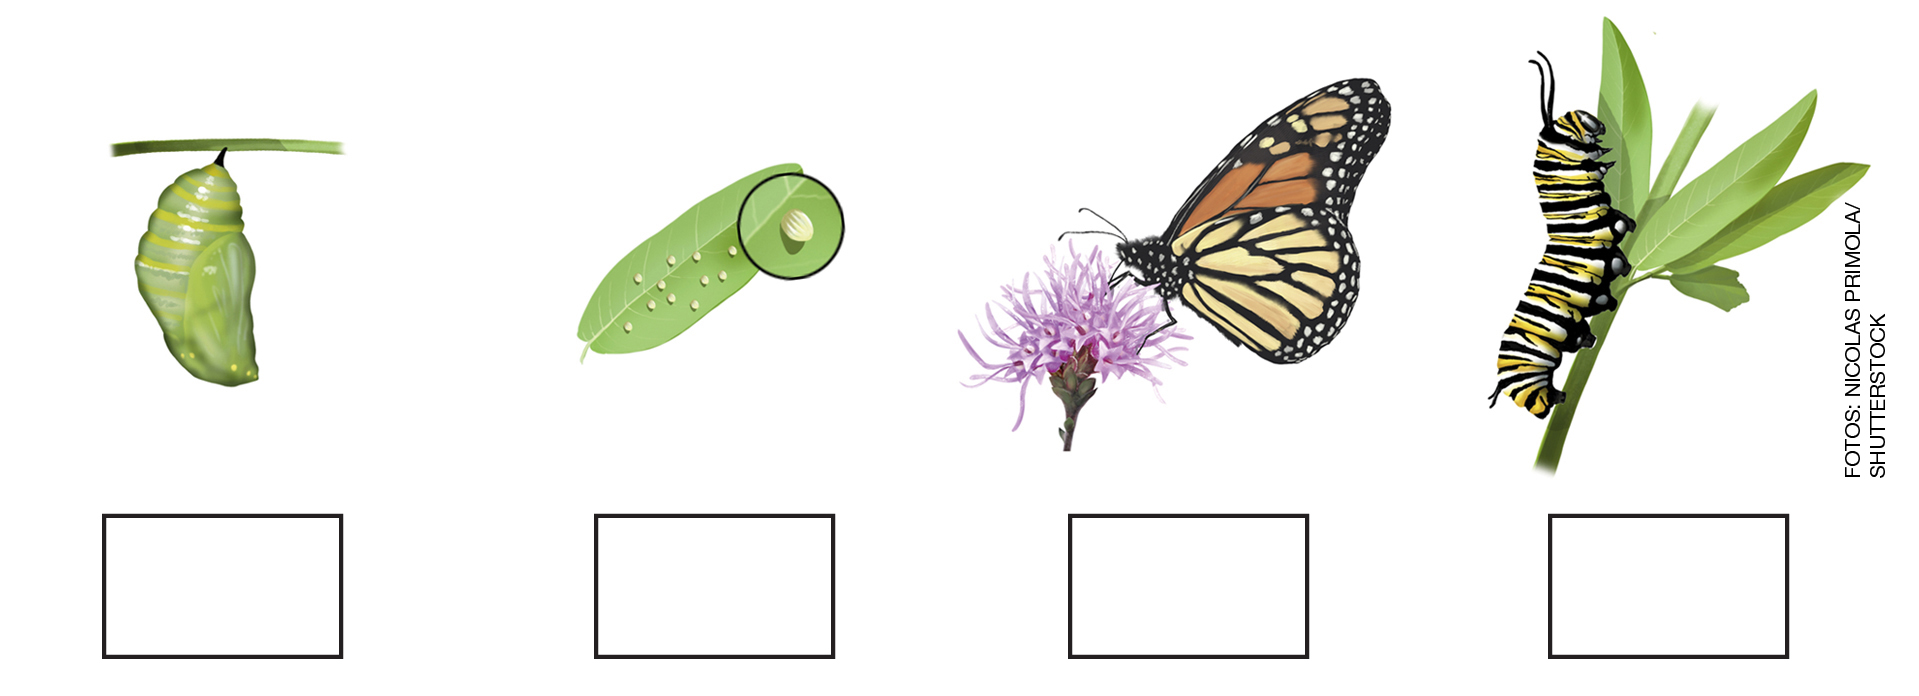 FOTOS: NICOLAS PRIMOLA/
SHUTTERSTOCK